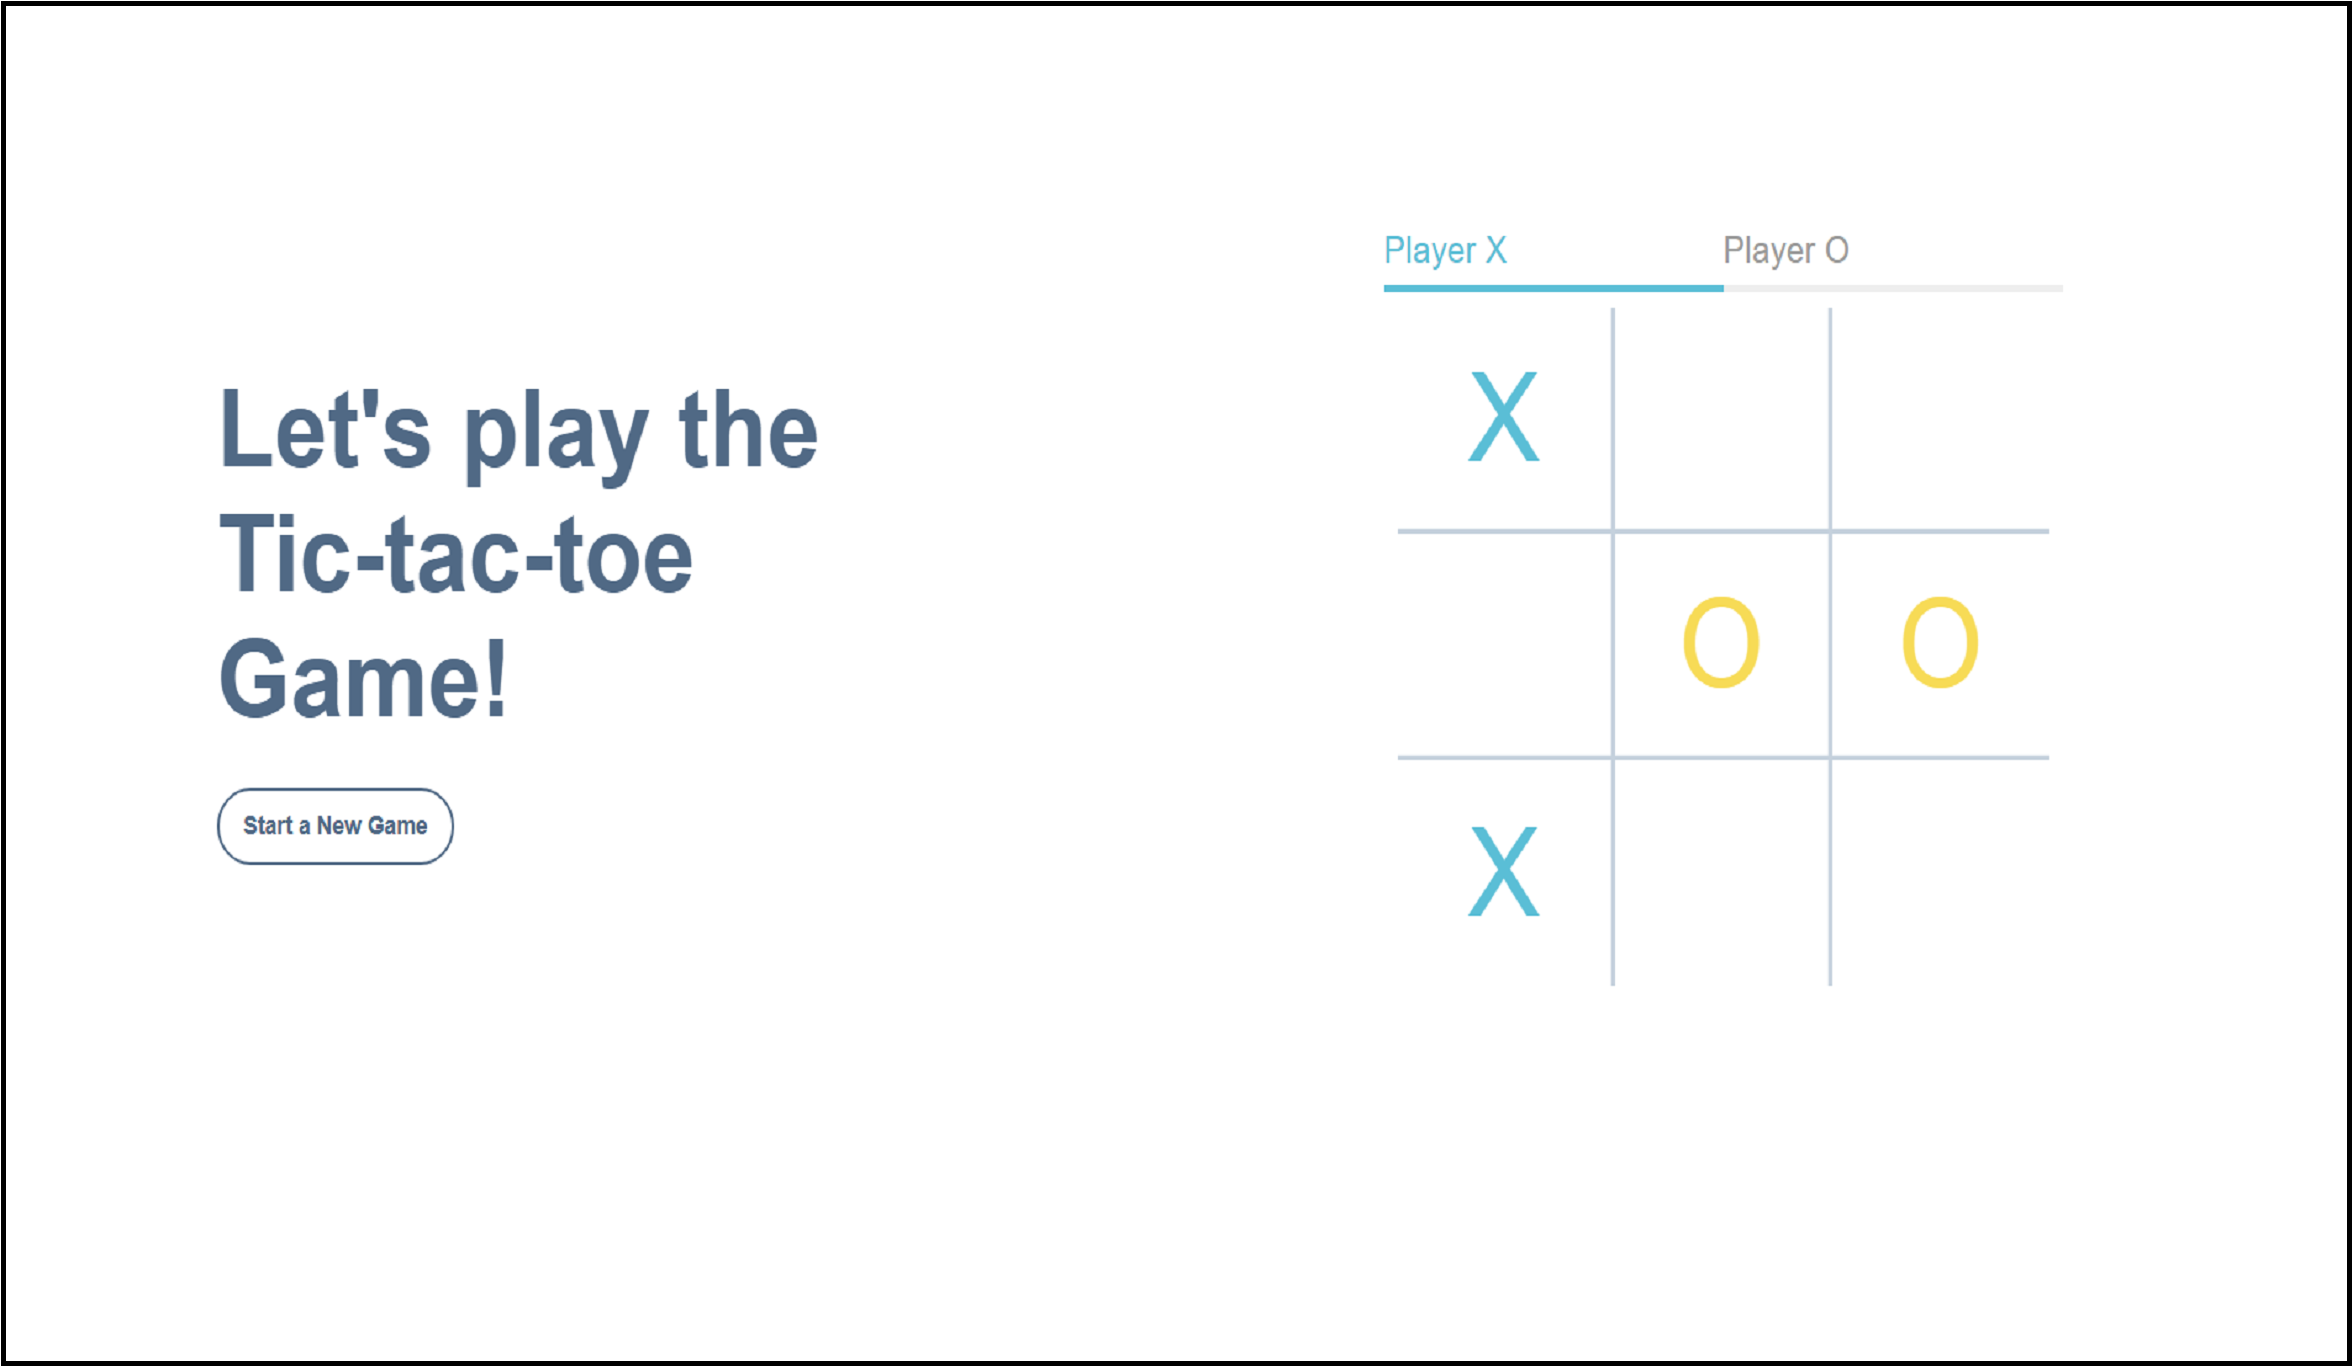 Let's play the
Tic-tac-toe
Game!
Start a New Game
Player X Player O
X
O O
X